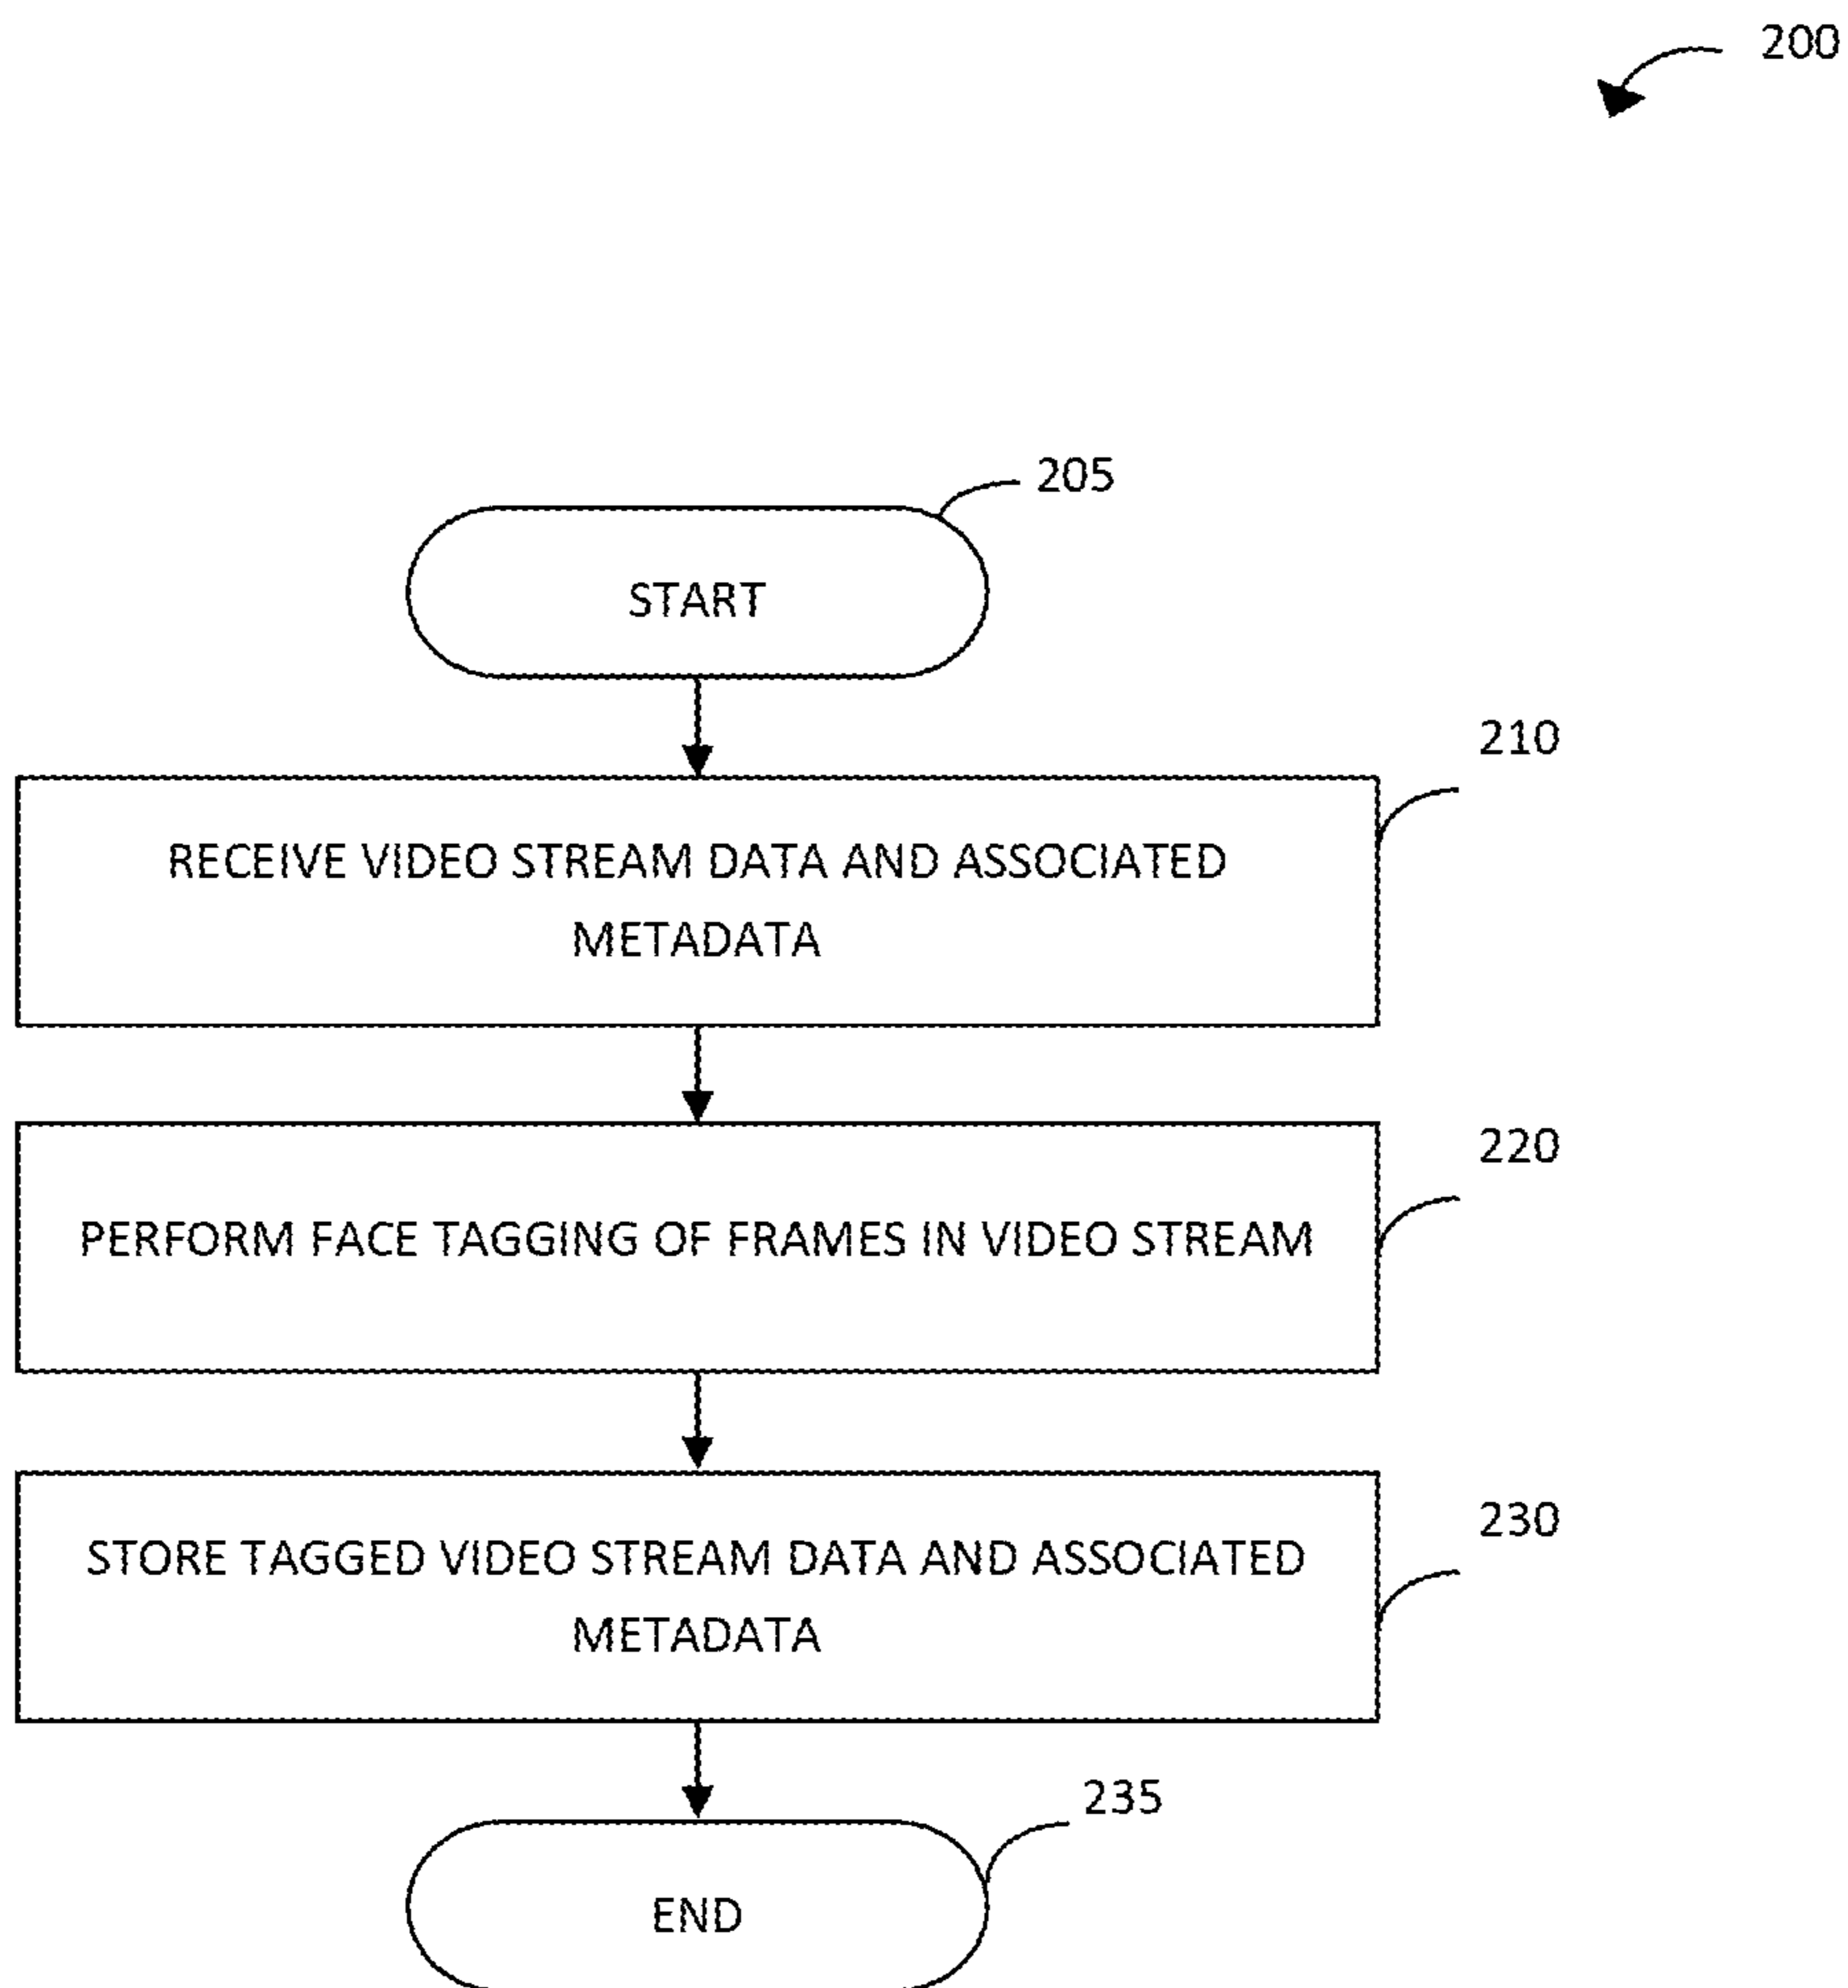 200
205
START
210
RECEIVE VIDEO STREAM DATA AND ASSOCIATED
METADATA
220
PERFORM FACE TAGGING OF FRAMES IN VIDEO STREAM
230
STORE TAGGED VIDEO STREAM DATA AND ASSOCIATED
METADATA
235
END